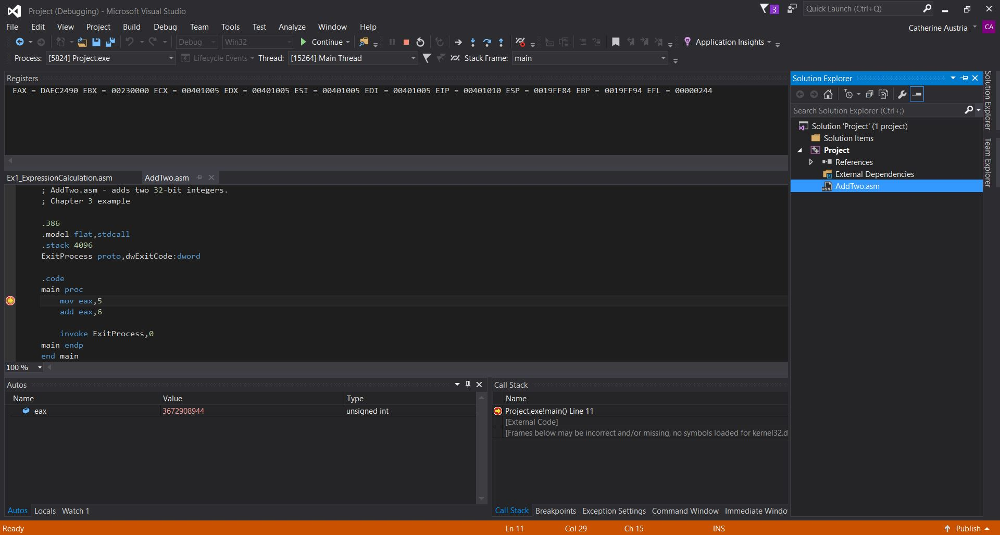 Project (Debugging) - Microsoft Visual Studio
3
Quick Launch (Ctrl+Q)
File Edit View Project Build Debug Team Tools Test Analyze Window Help
Catherine Austria CA
Debug Win32 Continue Application Insights
Process: [5824] Project.exe Lifecycle Events Thread: [15264] Main Thread Stack Frame: main
Registers
EAX = DAEC2490 EBX = 00230000 ECX = 00401005 EDX = 00401005 ESI = 00401005 EDI = 00401005 EIP = 00401010 ESP = 0019FF84 EBP = 0019FF94 EFL = 00000244
Ex1_ExpressionCalculation.asm AddTwo.asm
; AddTwo.asm - adds two 32-bit integers.
; Chapter 3 example
.386
.model flat,stdcall
.stack 4096
ExitProcess proto,dwExitCode:dword
.code
main proc
mov eax,5
add eax,6
invoke ExitProcess,0
main endp
end main
100 %
Autos
Name Value Type
eax 3672908944 unsigned int
Autos Locals Watch 1
Call Stack
Name
Project.exe!main() Line 11
[External Code]
[Frames below may be incorrect and/or missing, no symbols loaded for kernel32.d
Call Stack Breakpoints Exception Settings Command Window Immediate Windo
Solution Explorer
Search Solution Explorer (Ctrl+;)
Solution 'Project' (1 project)
Solution Items
Project
References
External Dependencies
ASM AddTwo.asm
Solution Explorer
Team Explorer
Ready Ln 11 Col 29 Ch 15 INS Publish